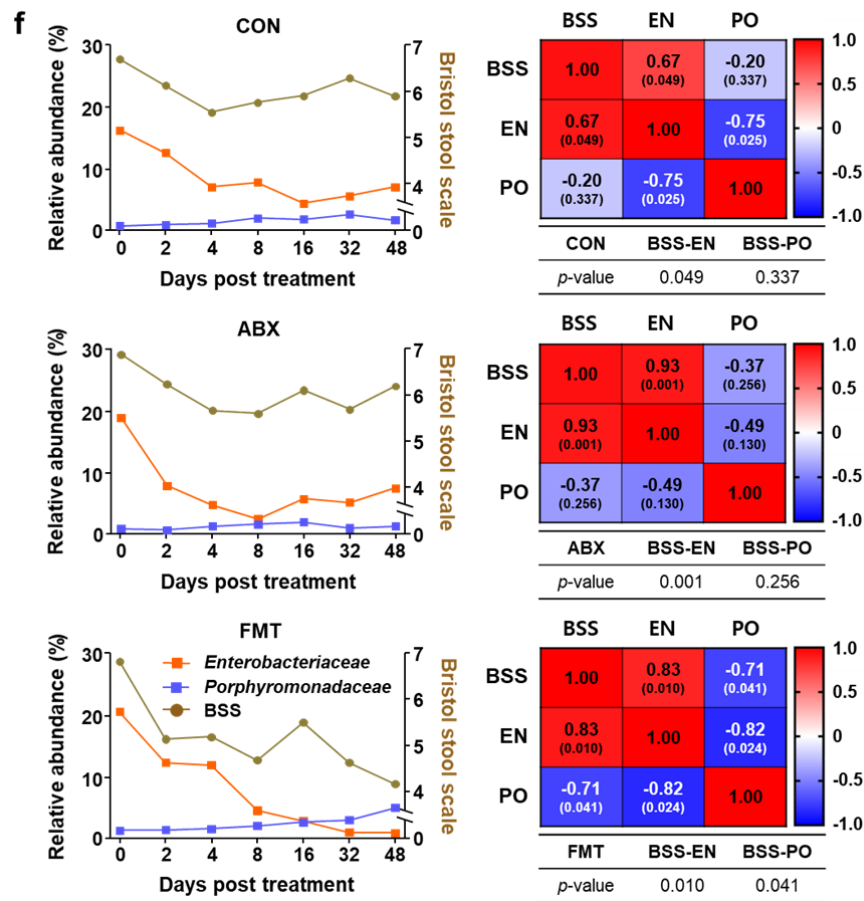 f
CON
Relative abundance (%)
30
20
10
0
7
6
5
4
0
Bristol stool scale
0 2 4 8 16 32 48
Days post treatment
BSS EN PO
BSS 1.00 0.67 (0.049) -0.20 (0.337)
EN 0.67 (0.049) 1.00 -0.75 (0.025)
PO -0.20 (0.337) -0.75 (0.025) 1.00
1.0
0.5
0
-0.5
-1.0
CON BSS-EN BSS-PO
p-value 0.049 0.337
ABX
Relative abundance (%)
30
20
10
0
7
6
5
4
0
Bristol stool scale
0 2 4 8 16 32 48
Days post treatment
BSS EN PO
BSS 1.00 0.93 (0.001) -0.37 (0.256)
EN 0.93 (0.001) 1.00 -0.49 (0.130)
PO -0.37 (0.256) -0.49 (0.130) 1.00
1.0
0.5
0
-0.5
-1.0
ABX BSS-EN BSS-PO
p-value 0.001 0.256
FMT
Relative abundance (%)
30
20
10
0
Enterobacteriaceae
Porphyromonadaceae
BSS
7
6
5
4
0
Bristol stool scale
0 2 4 8 16 32 48
Days post treatment
BSS EN PO
BSS 1.00 0.83 (0.010) -0.71 (0.041)
EN 0.83 (0.010) 1.00 -0.82 (0.024)
PO -0.71 (0.041) -0.82 (0.024) 1.00
1.0
0.5
0
-0.5
-1.0
FMT BSS-EN BSS-PO
p-value 0.010 0.041